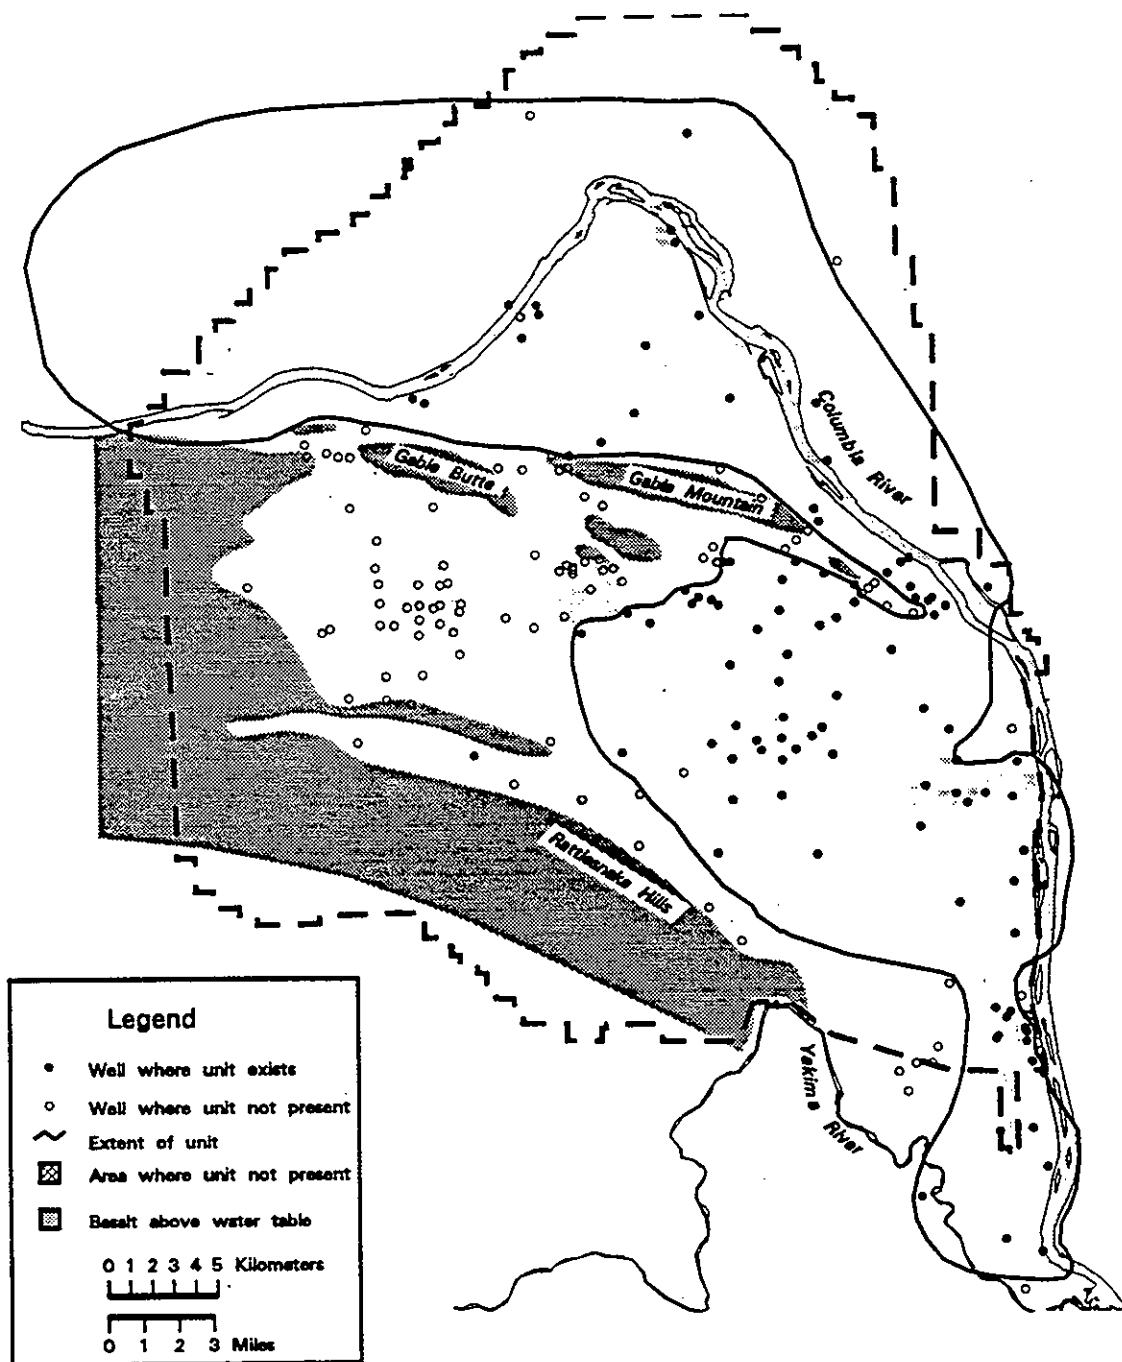 Columbia River
Gable Butte
Gable Mountain
Rattlesnake Hills
Yakima River
Legend
Well where unit exists
Well where unit not present
Extent of unit
Area where unit not present
Basalt above water table
0 1 2 3 4 5 Kilometers
0 1 2 3 Miles